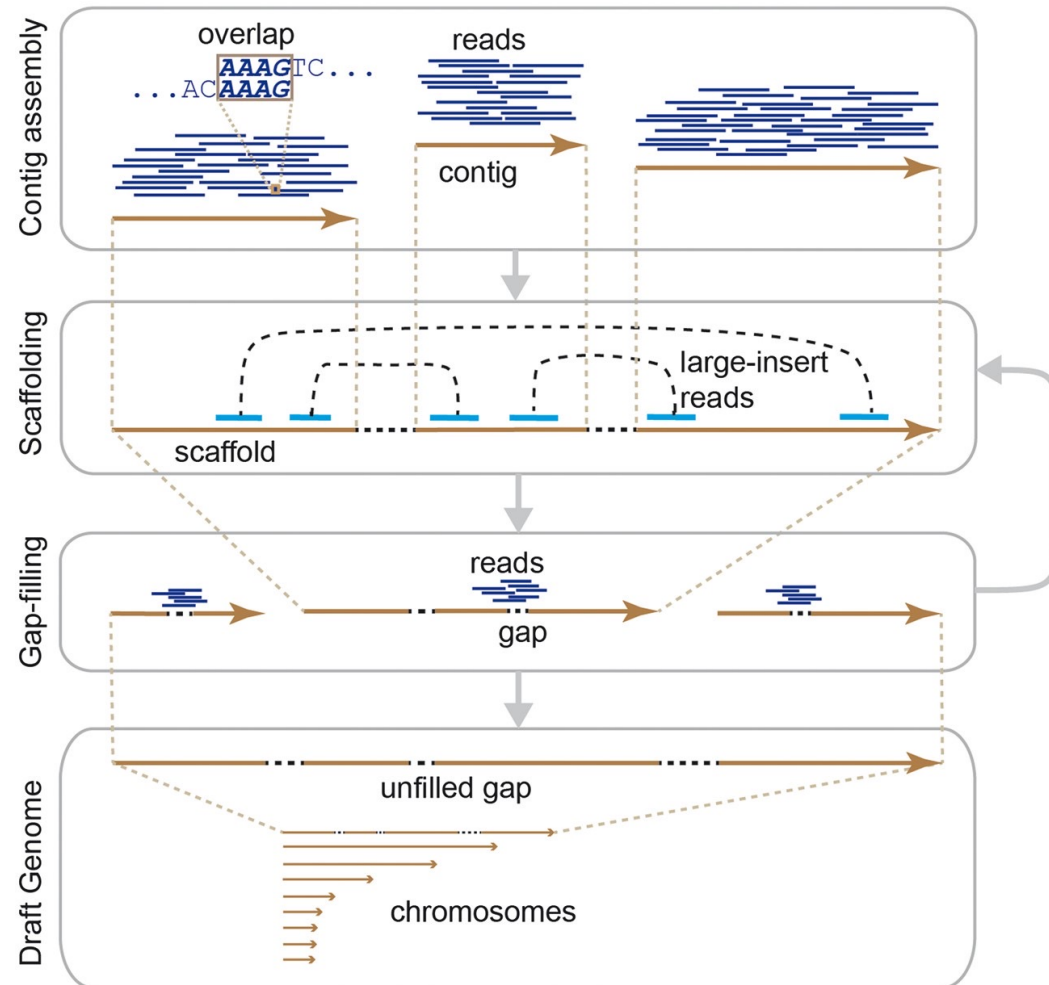 Contig assembly
overlap
AAAGTC...
...ACAAAG
reads
contig
Scaffolding
large-insert
reads
scaffold
Gap-filling
reads
gap
Draft Genome
unfilled gap
chromosomes